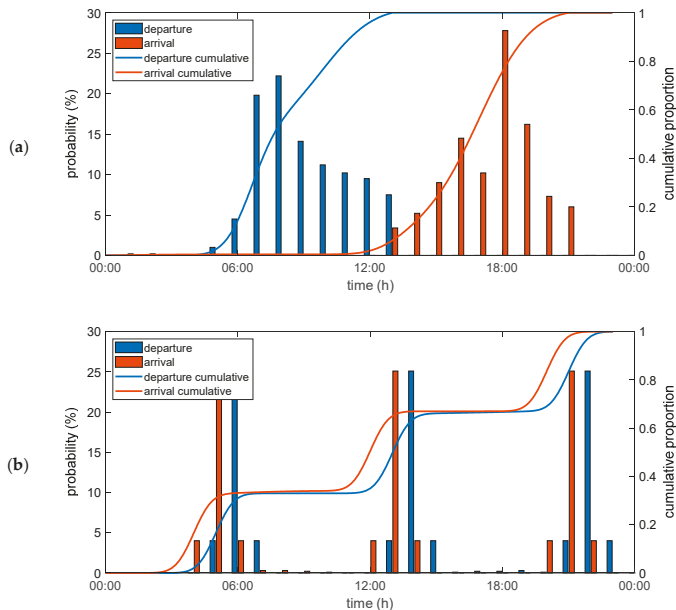 30
25
20
15
10
5
0
probability (%)
departure
arrival
departure cumulative
arrival cumulative
1
0.8
0.6
0.4
0.2
0
cumulative proportion
(a)
00:00 06:00 12:00 18:00 00:00
time (h)
30
25
20
15
10
5
0
probability (%)
departure
arrival
departure cumulative
arrival cumulative
1
0.8
0.6
0.4
0.2
0
cumulative proportion
(b)
00:00 06:00 12:00 18:00 00:00
time (h)